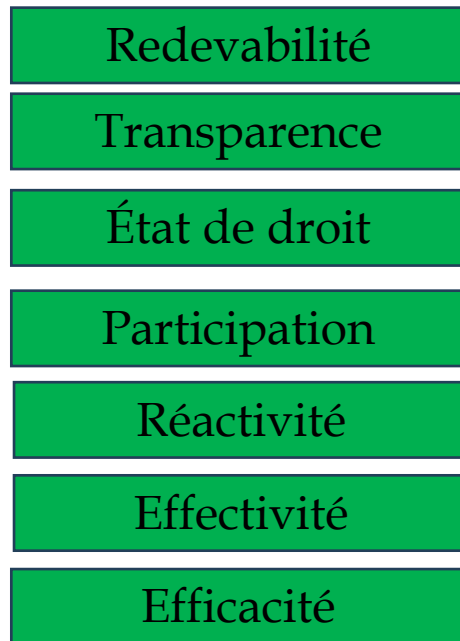 Redevabilité
Transparence
État de droit
Participation
Réactivité
Effectivité
Efficacité